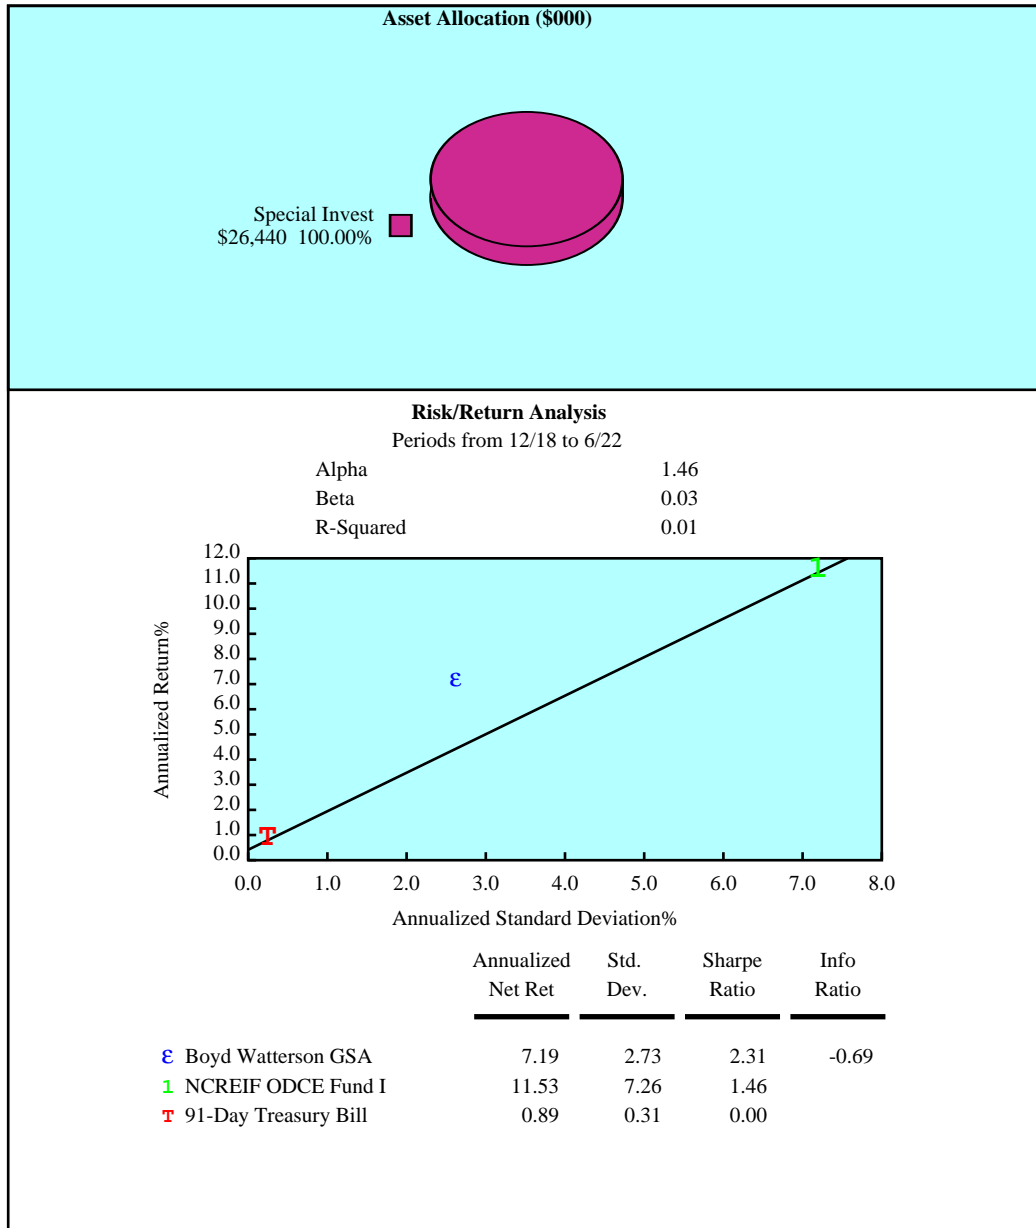 Asset Allocation ($000)
Special Invest
$26,440 100.00%
Risk/Return Analysis
Periods from 12/18 to 6/22
Alpha 1.46
Beta 0.03
R-Squared 0.01
12.0
11.0
10.0
9.0
8.0
7.0
6.0
5.0
4.0
3.0
2.0
1.0
0.0
Annualized Return%
1
ε
T
0.0 1.0 2.0 3.0 4.0 5.0 6.0 7.0 8.0
Annualized Standard Deviation%
Annualized Std. Sharpe Info
Net Ret Dev. Ratio Ratio
ε Boyd Watterson GSA 7.19 2.73 2.31 -0.69
1 NCREIF ODCE Fund I 11.53 7.26 1.46
T 91-Day Treasury Bill 0.89 0.31 0.00